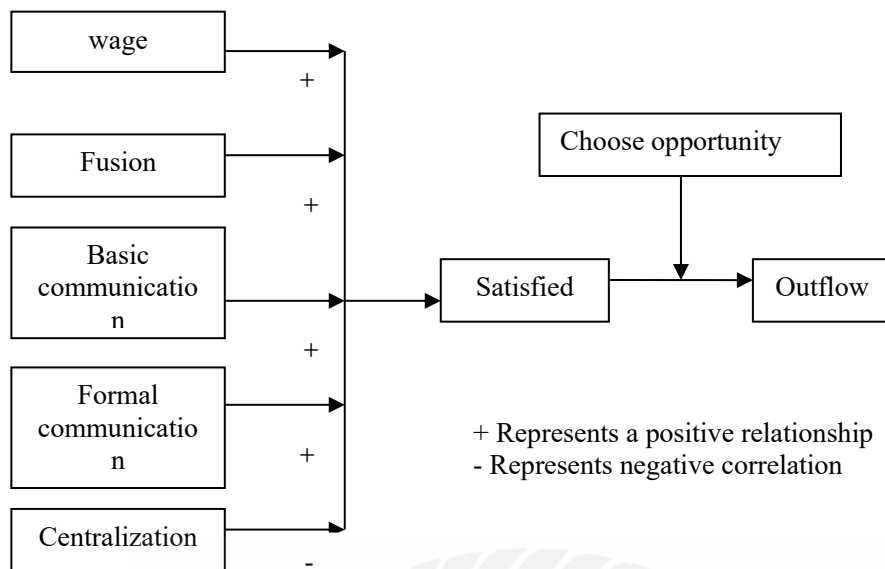 wage
+
Fusion
+
Choose opportunity
Basic
communicatio
n
+
Satisfied
Outflow
Formal
communicatio
n
+
+ Represents a positive relationship
- Represents negative correlation
Centralization
-